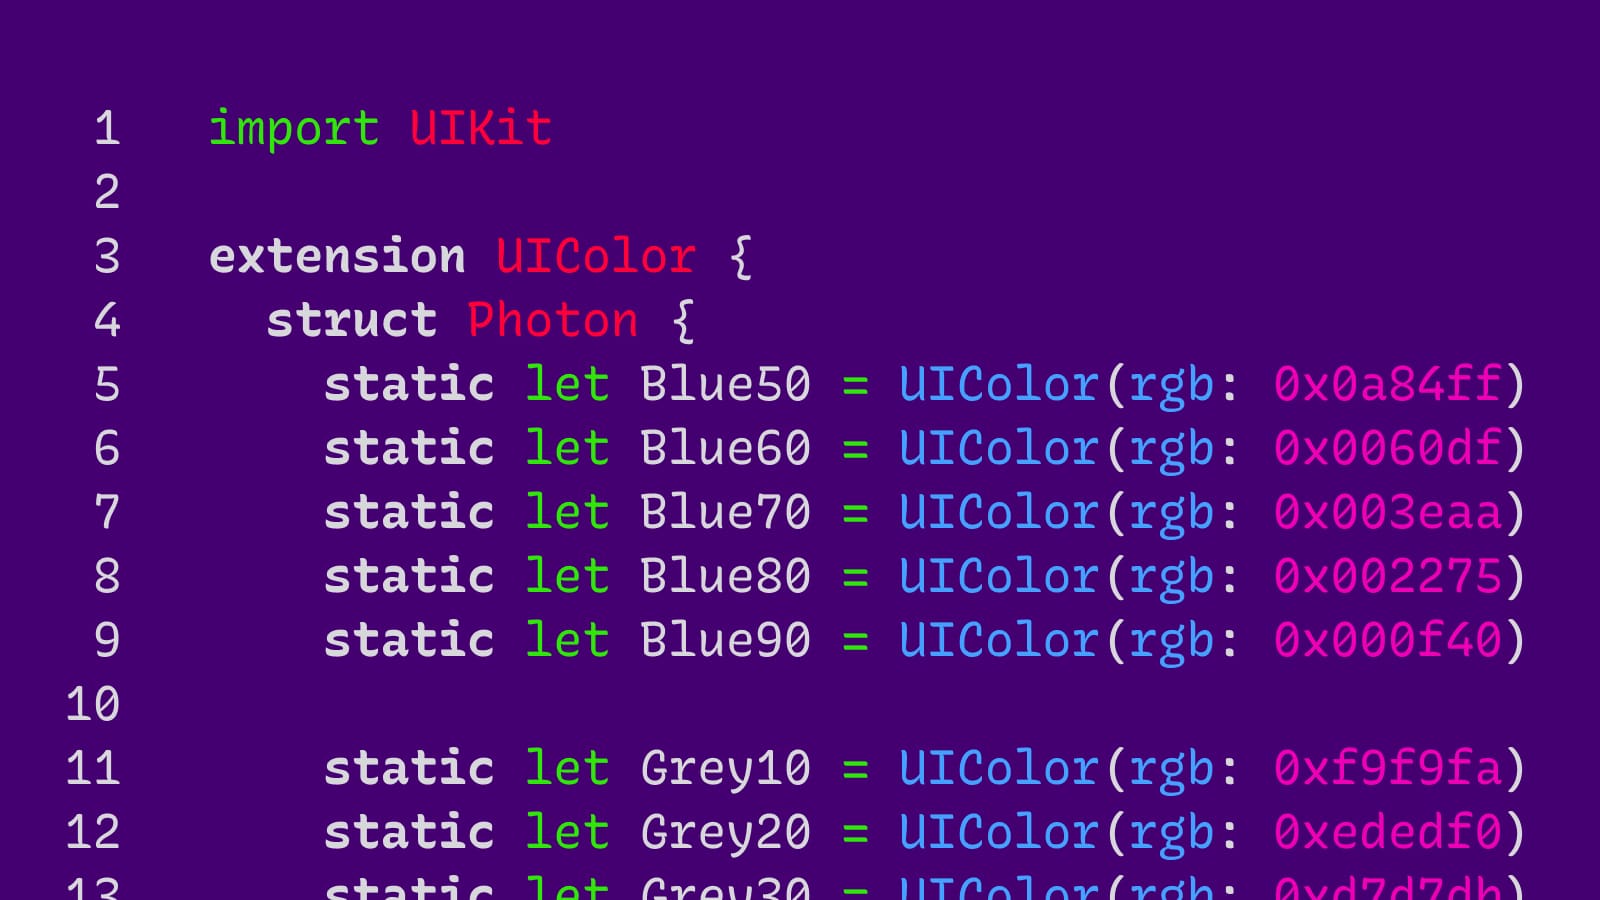 1 import UIKit
2
3 extension UIColor {
4 struct Photon {
5 static let Blue50 = UIColor(rgb: 0x0a84ff)
6 static let Blue60 = UIColor(rgb: 0x0060df)
7 static let Blue70 = UIColor(rgb: 0x003eaa)
8 static let Blue80 = UIColor(rgb: 0x002275)
9 static let Blue90 = UIColor(rgb: 0x000f40)
10
11 static let Grey10 = UIColor(rgb: 0xf9f9fa)
12 static let Grey20 = UIColor(rgb: 0xededf0)
13 static let Grey30 = UIColor(rgb: 0xd7d7db)